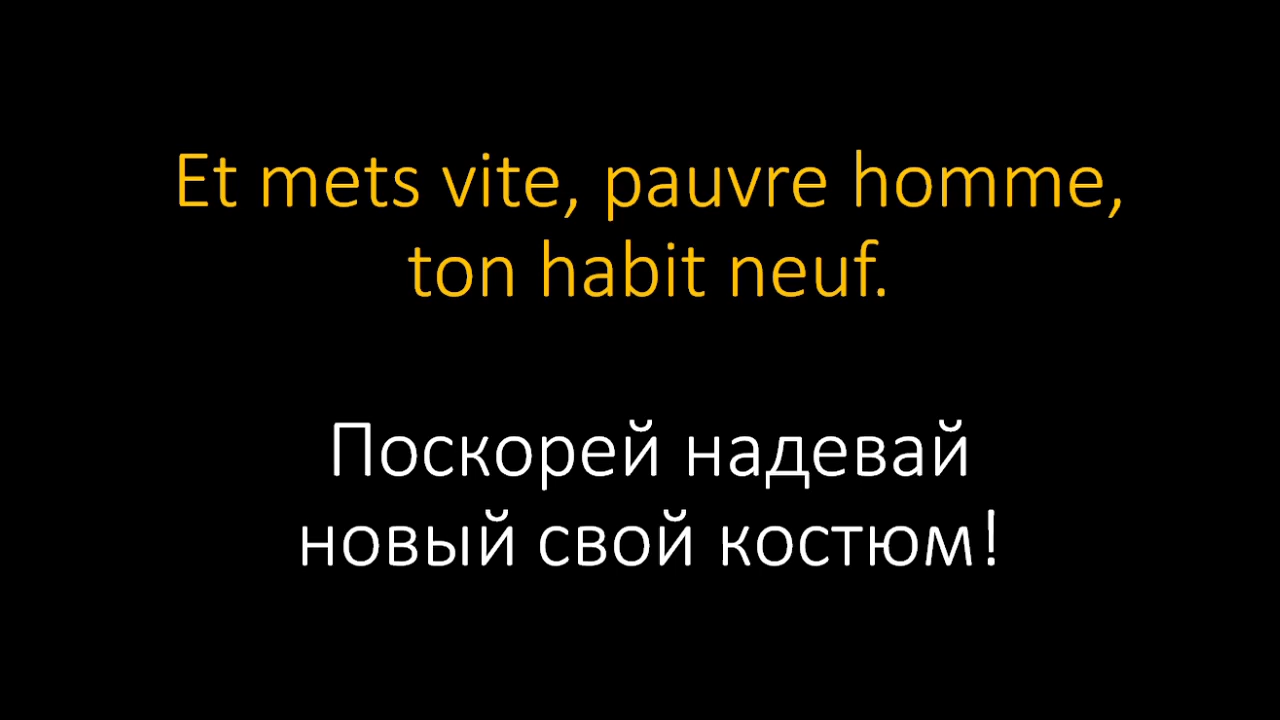 Et mets vite, pauvre homme,
ton habit neuf.
Поскорей надевай
новый свой костюм!